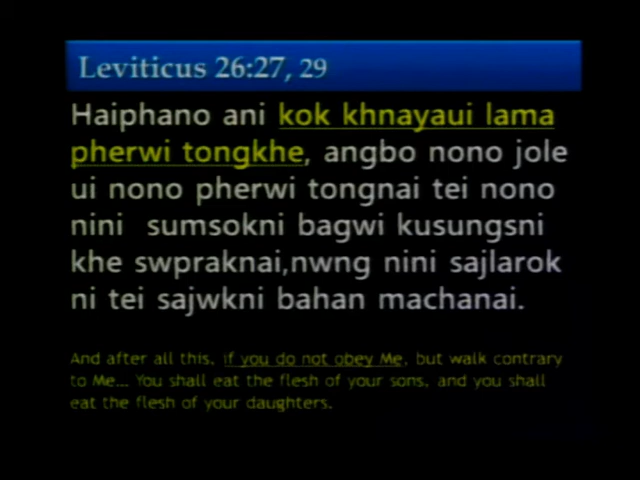 Leviticus 26:27, 29
Haiphano ani kok khnayaui lama
pherwi tongkhe, angbo nono jole
ui nono pherwi tongnai tei nono
nini sumsokni bagwi kusungsni
khe swpraknai,nwng nini sajlarok
ni tei sajwkni bahan machanai.
And after all this, if you do not obey Me, but walk contrary
to Me... You shall eat the flesh of your sons, and you shall
eat the flesh of your daughters.